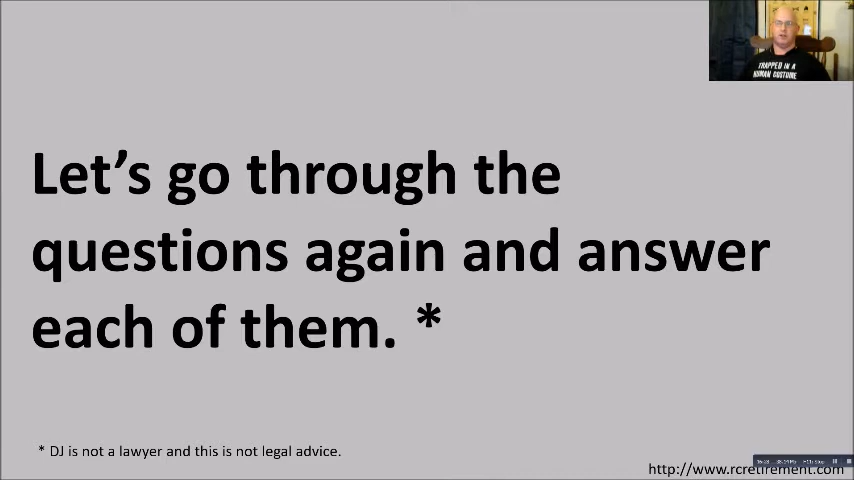 TRAPPED IN A
HUMAN COSTUME
Let's go through the
questions again and answer
each of them. *
* DJ is not a lawyer and this is not legal advice.
http://www.rcretirement.com